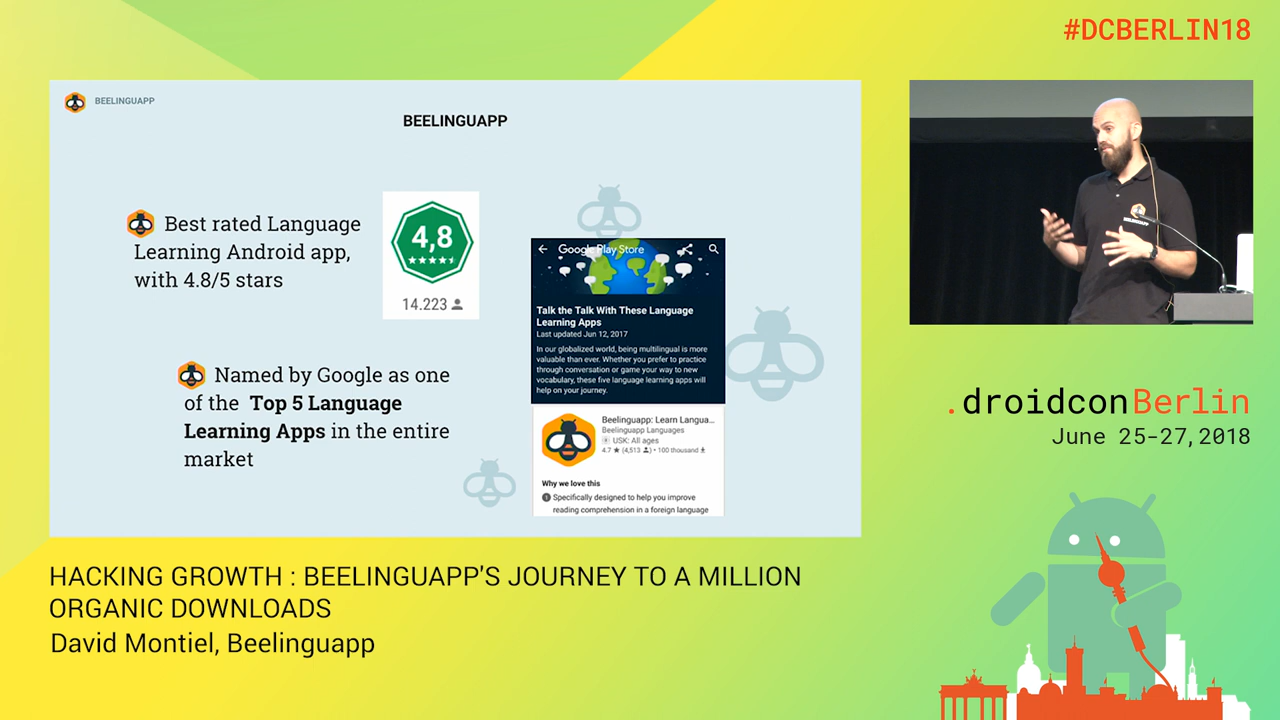 #DCBERLIN18
BEELINGUAPP
BEELINGUAPP
Best rated Language
Learning Android app,
with 4.8/5 stars
4,8
14.223
Named by Google as one
of the Top 5 Language
Learning Apps in the entire
market
Google Play Store
Talk the Talk With These Language
Learning Apps
Last updated Jun 12, 2017
In our globalized world, being multilingual is more
valuable than ever. Whether you prefer to practice
through conversation or game your way to new
vocabulary, these five language learning apps will
help on your journey.
Beelinguapp: Learn Langua...
Beelinguapp Languages
USK: All ages
4.7 ★ (4,513) • 100 thousand
Why we love this
1 Specifically designed to help you improve
reading comprehension in a foreign language
.droidconBerlin
June 25-27,2018
HACKING GROWTH : BEELINGUAPP'S JOURNEY TO A MILLION
ORGANIC DOWNLOADS
David Montiel, Beelinguapp